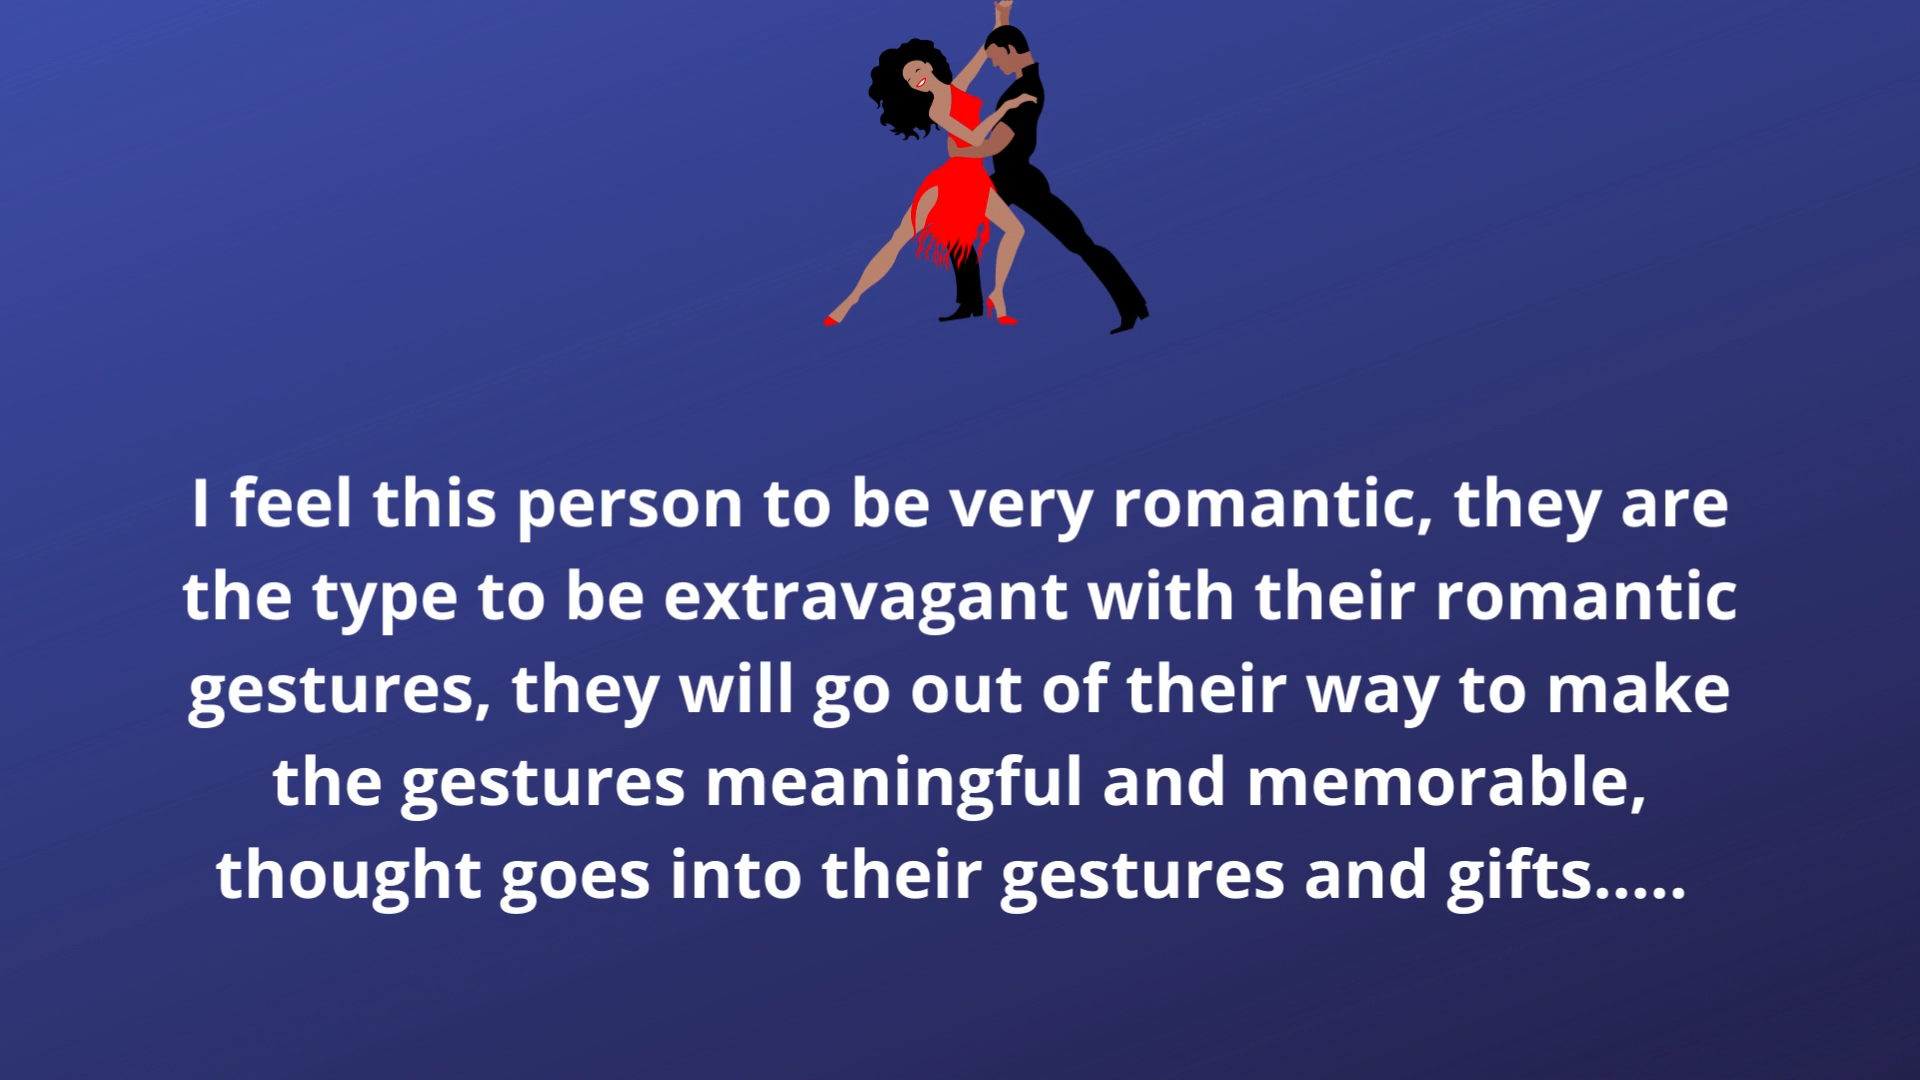 I feel this person to be very romantic, they are
the type to be extravagant with their romantic
gestures, they will go out of their way to make
the gestures meaningful and memorable,
thought goes into their gestures and gifts.....